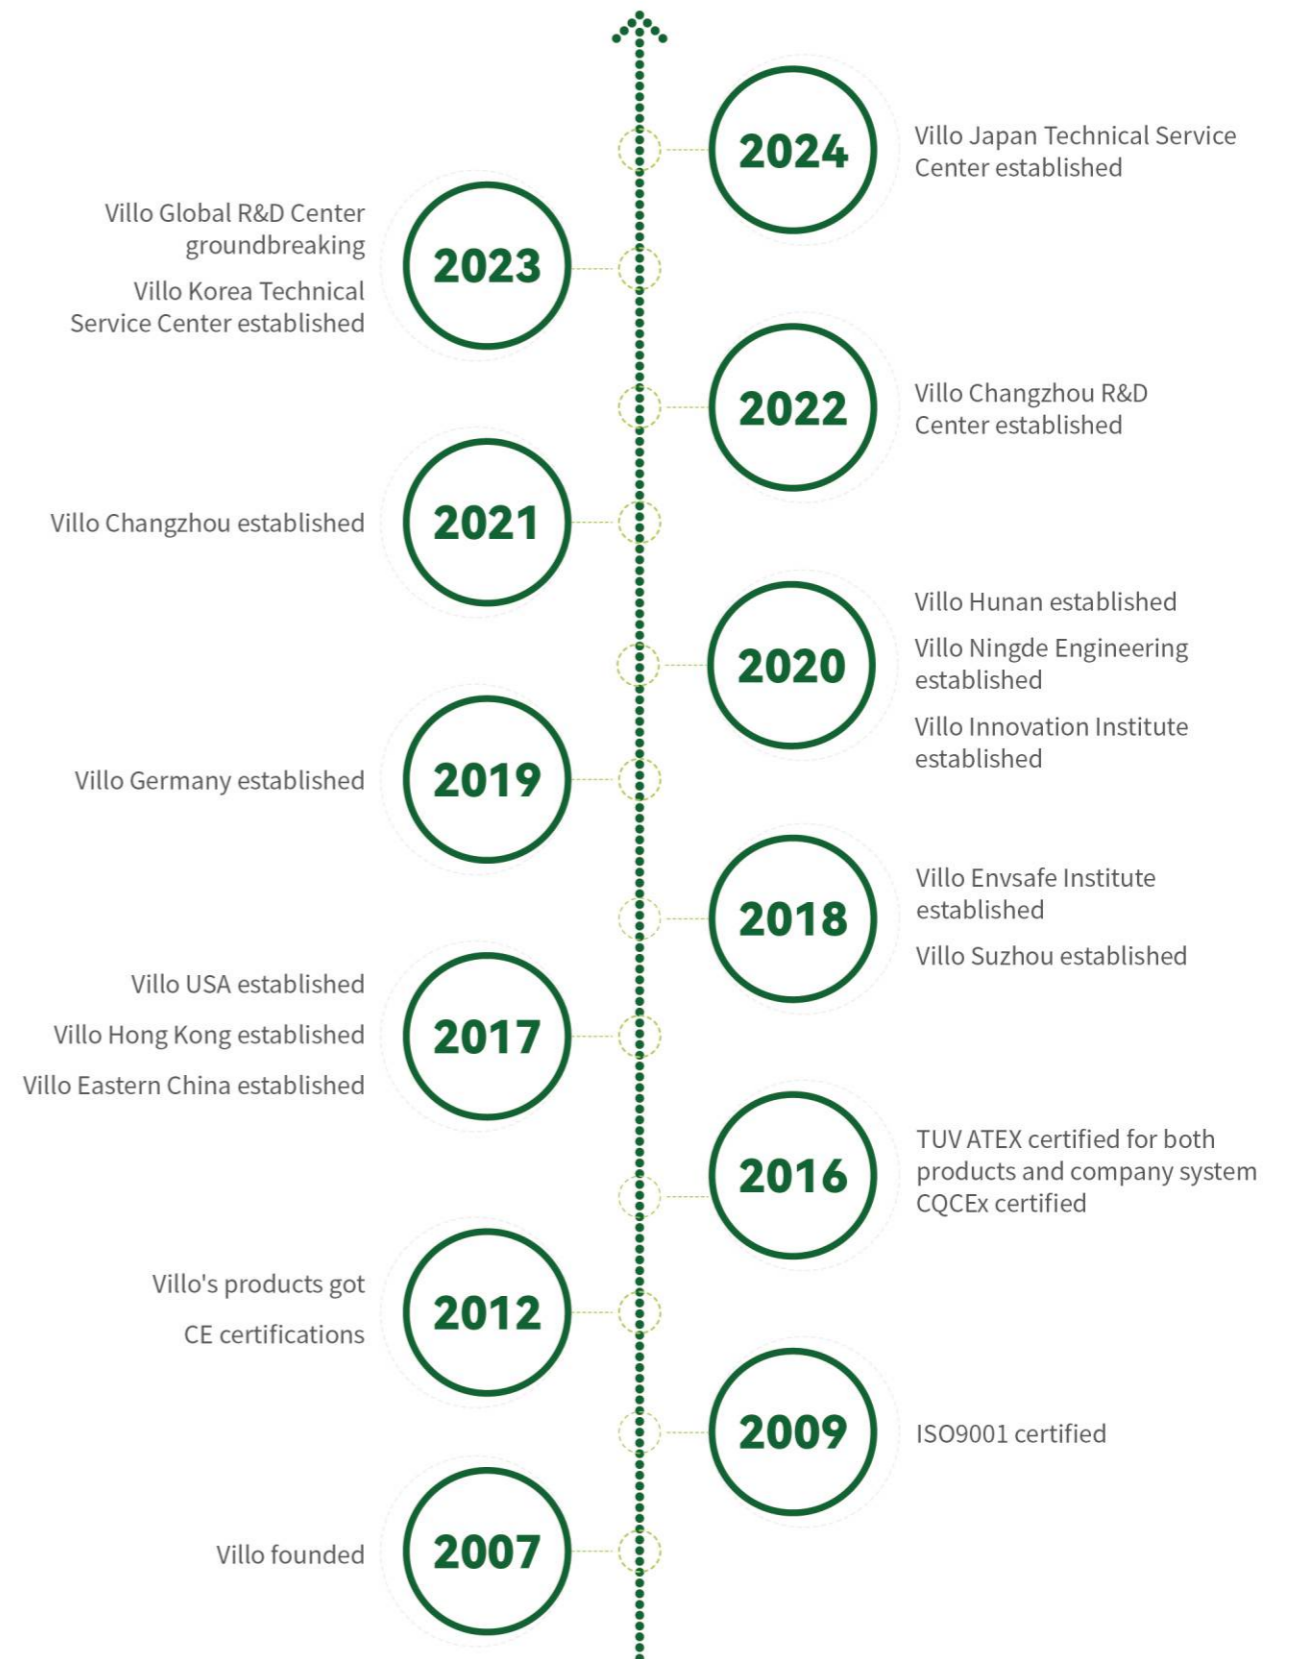 2024
Villo Japan Technical Service
Center established
Villo Global R&D Center
groundbreaking
Villo Korea Technical
Service Center established
2023
2022
Villo Changzhou R&D
Center established
Villo Changzhou established
2021
2020
Villo Hunan established
Villo Ningde Engineering
established
Villo Innovation Institute
established
Villo Germany established
2019
2018
Villo Envsafe Institute
established
Villo Suzhou established
Villo USA established
Villo Hong Kong established
Villo Eastern China established
2017
2016
TUV ATEX certified for both
products and company system
CQCEx certified
Villo's products got
CE certifications
2012
2009
ISO9001 certified
Villo founded
2007